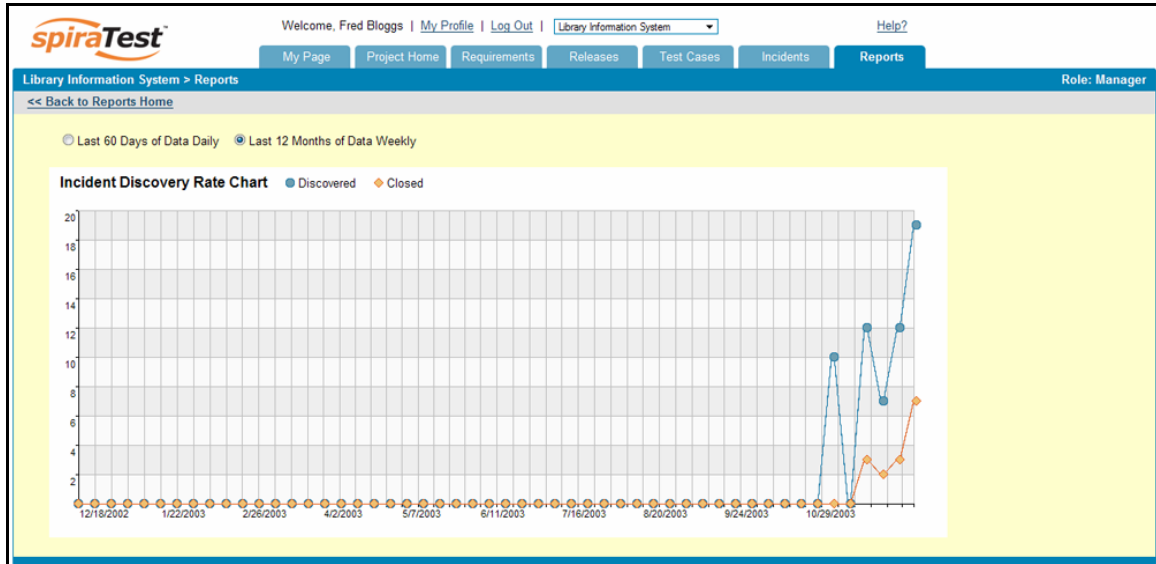 spiraTest™
Welcome, Fred Bloggs | My Profile | Log Out | Library Information System Help?
My Page Project Home Requirements Releases Test Cases Incidents Reports
Library Information System > Reports Role: Manager
<< Back to Reports Home
Last 60 Days of Data Daily Last 12 Months of Data Weekly
Incident Discovery Rate Chart Discovered Closed
20
18
16
14
12
10
8
6
4
2
12/18/2002 1/22/2003 2/26/2003 4/2/2003 5/7/2003 6/11/2003 7/16/2003 8/20/2003 9/24/2003 10/29/2003